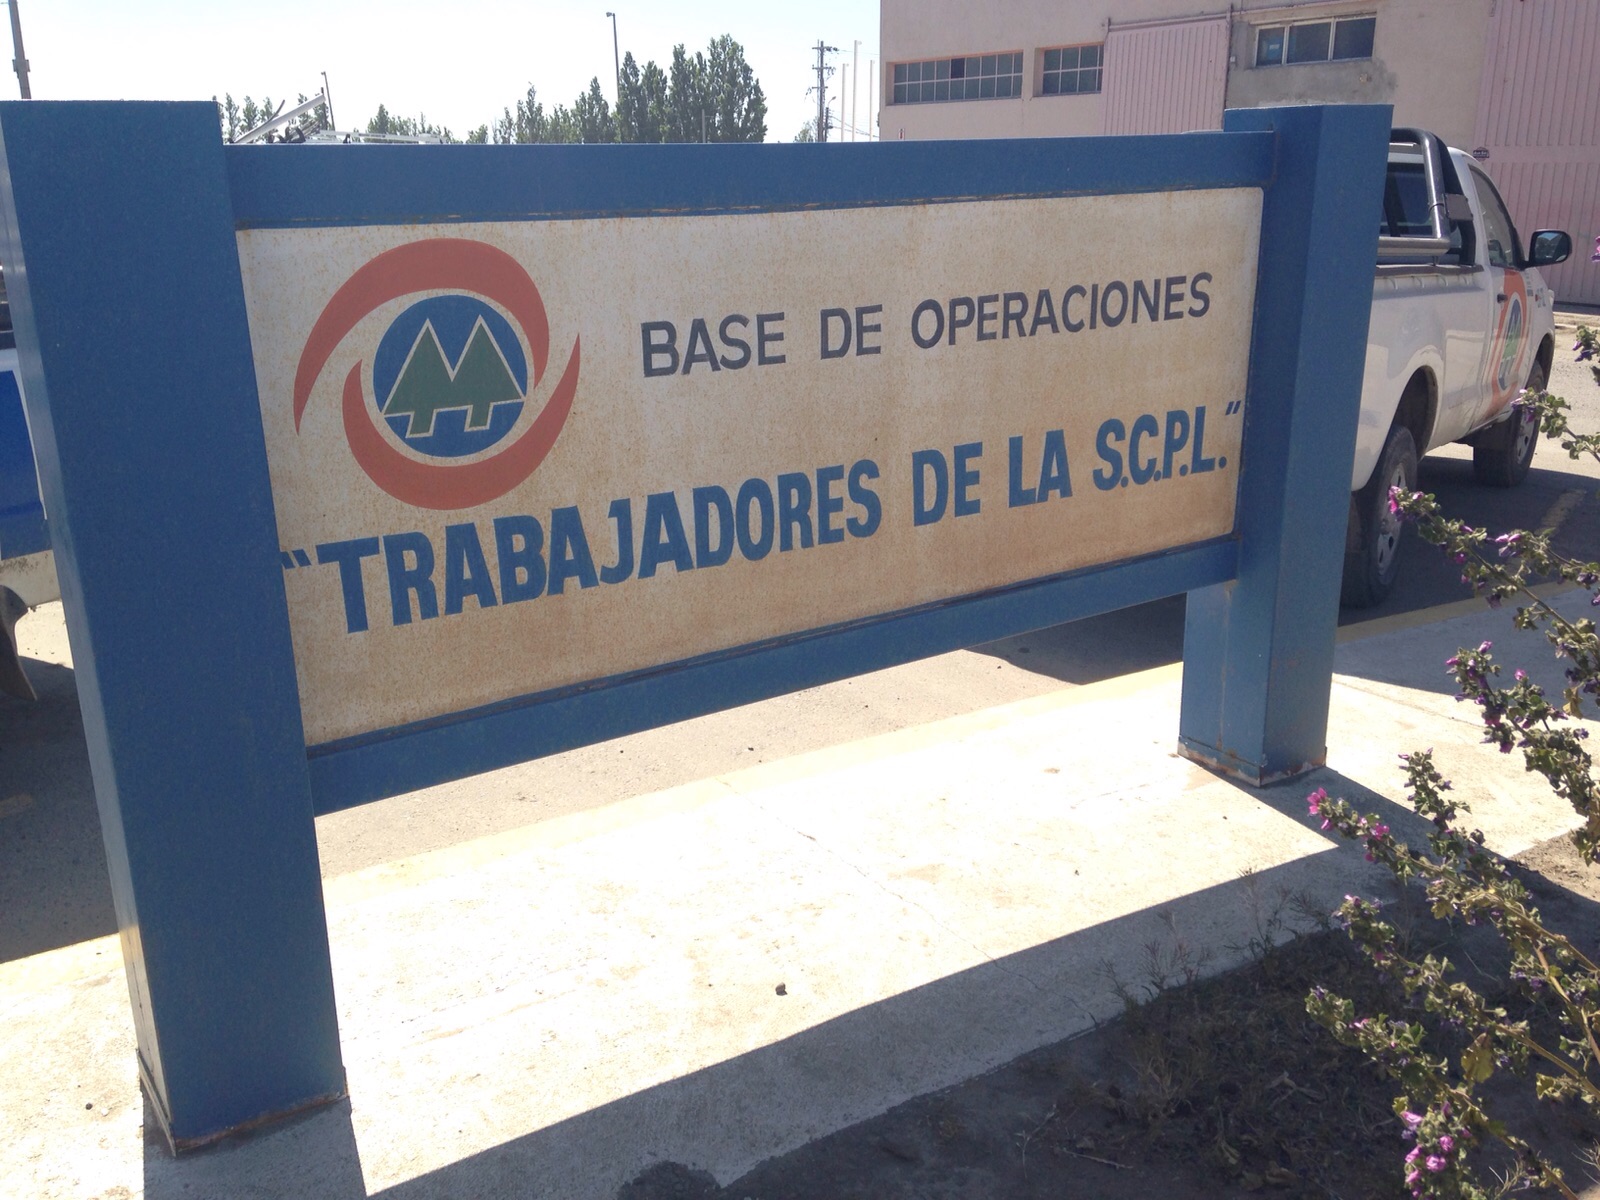 BASE DE OPERACIONES
"TRABAJADORES DE LA S.C.P.L."